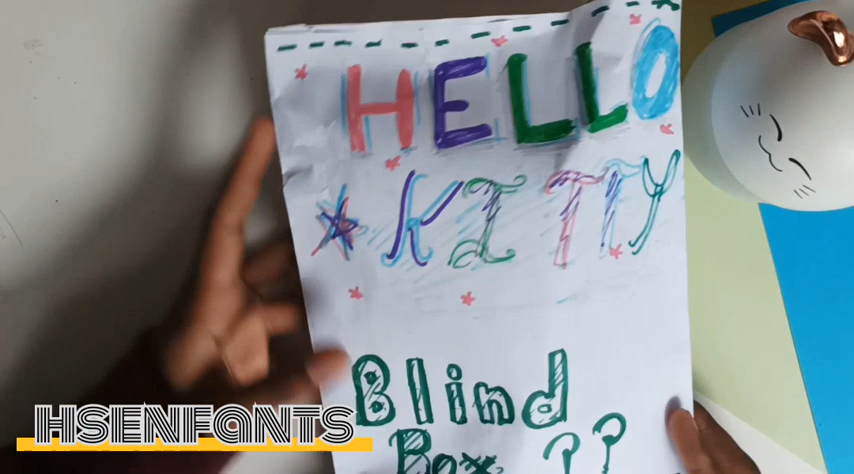 HELLO
KITTY
Blind
Box ??
HSENFANTS